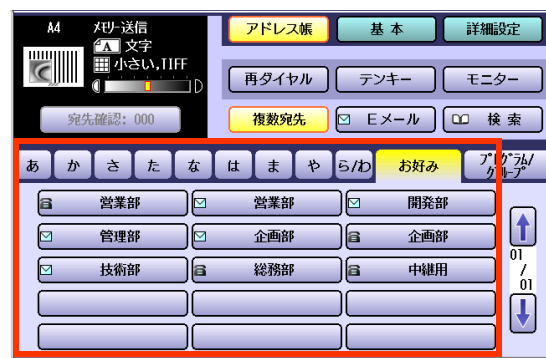 A4 ﾒﾓﾘｰ送信
A 文字
小さい,TIFF
D
宛先確認: 000
アドレス帳 基本 詳細設定
再ダイヤル テンキー モニター
複数宛先 Eメール 検索
あ か さ た な は ま や ら/わ お好み ﾌﾟﾛｸﾞﾗﾑ/
ｸﾞﾙｰﾌﾟ
営業部 営業部 開発部
管理部 企画部 企画部
技術部 総務部 中継用
01
/
01